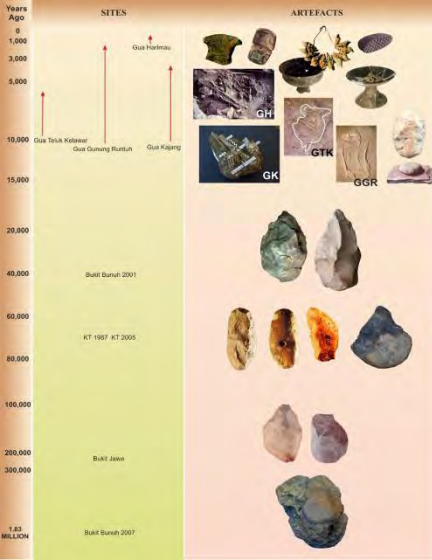 Years Ago
SITES
ARTEFACTS
0
1,000
3,000
5,000
10,000
15,000
20,000
40,000
60,000
80,000
100,000
200,000
300,000
1.83 MILLION
Gua Harimau
Gua Teluk Kelawar
Gua Gunung Runtuh
Gua Kajang
Bukit Bunuh 2001
KT 1987 KT 2005
Bukit Jawa
Bukit Bunuh 2007
GH
GTK
GK
GGR